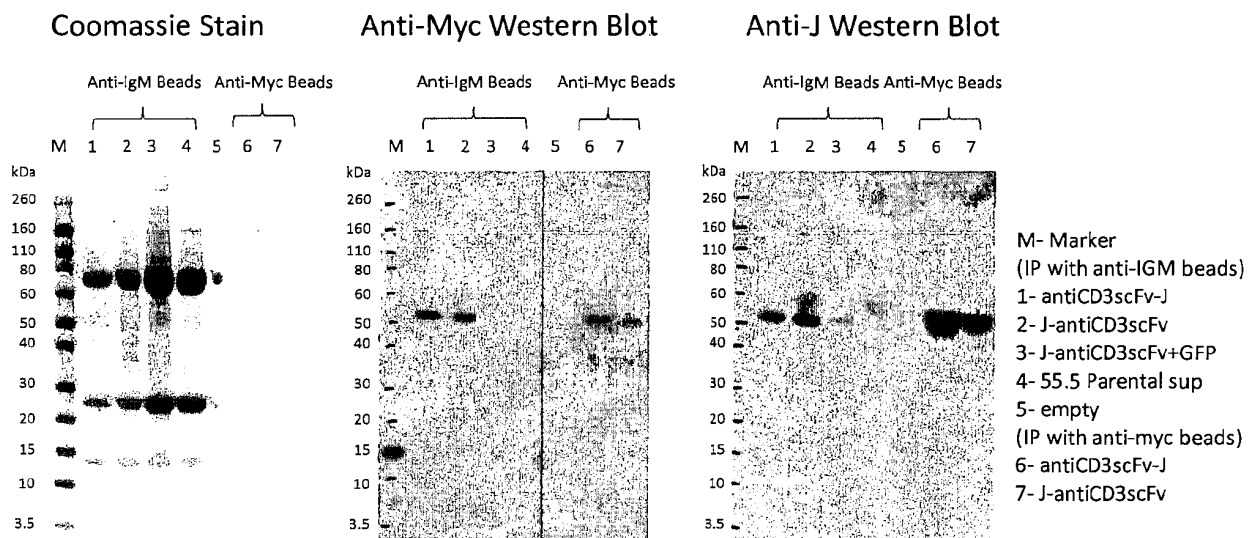 Coomassie Stain
Anti-IgM Beads Anti-Myc Beads
M 1 2 3 4 5 6 7
kDa
260
160
110
80
60
50
40
30
20
15
10
3.5
Anti-Myc Western Blot
Anti-IgM Beads Anti-Myc Beads
M 1 2 3 4 5 6 7
kDa
260
160
110
80
60
50
40
30
20
15
10
3.5
Anti-J Western Blot
Anti-IgM Beads Anti-Myc Beads
M 1 2 3 4 5 6 7
kDa
260
160
110
80
60
50
40
30
20
15
10
3.5
M- Marker
(IP with anti-IGM beads)
1- antiCD3scFv-J
2- J-antiCD3scFv
3- J-antiCD3scFv+GFP
4- 55.5 Parental sup
5- empty
(IP with anti-myc beads)
6- antiCD3scFv-J
7- J-antiCD3scFv